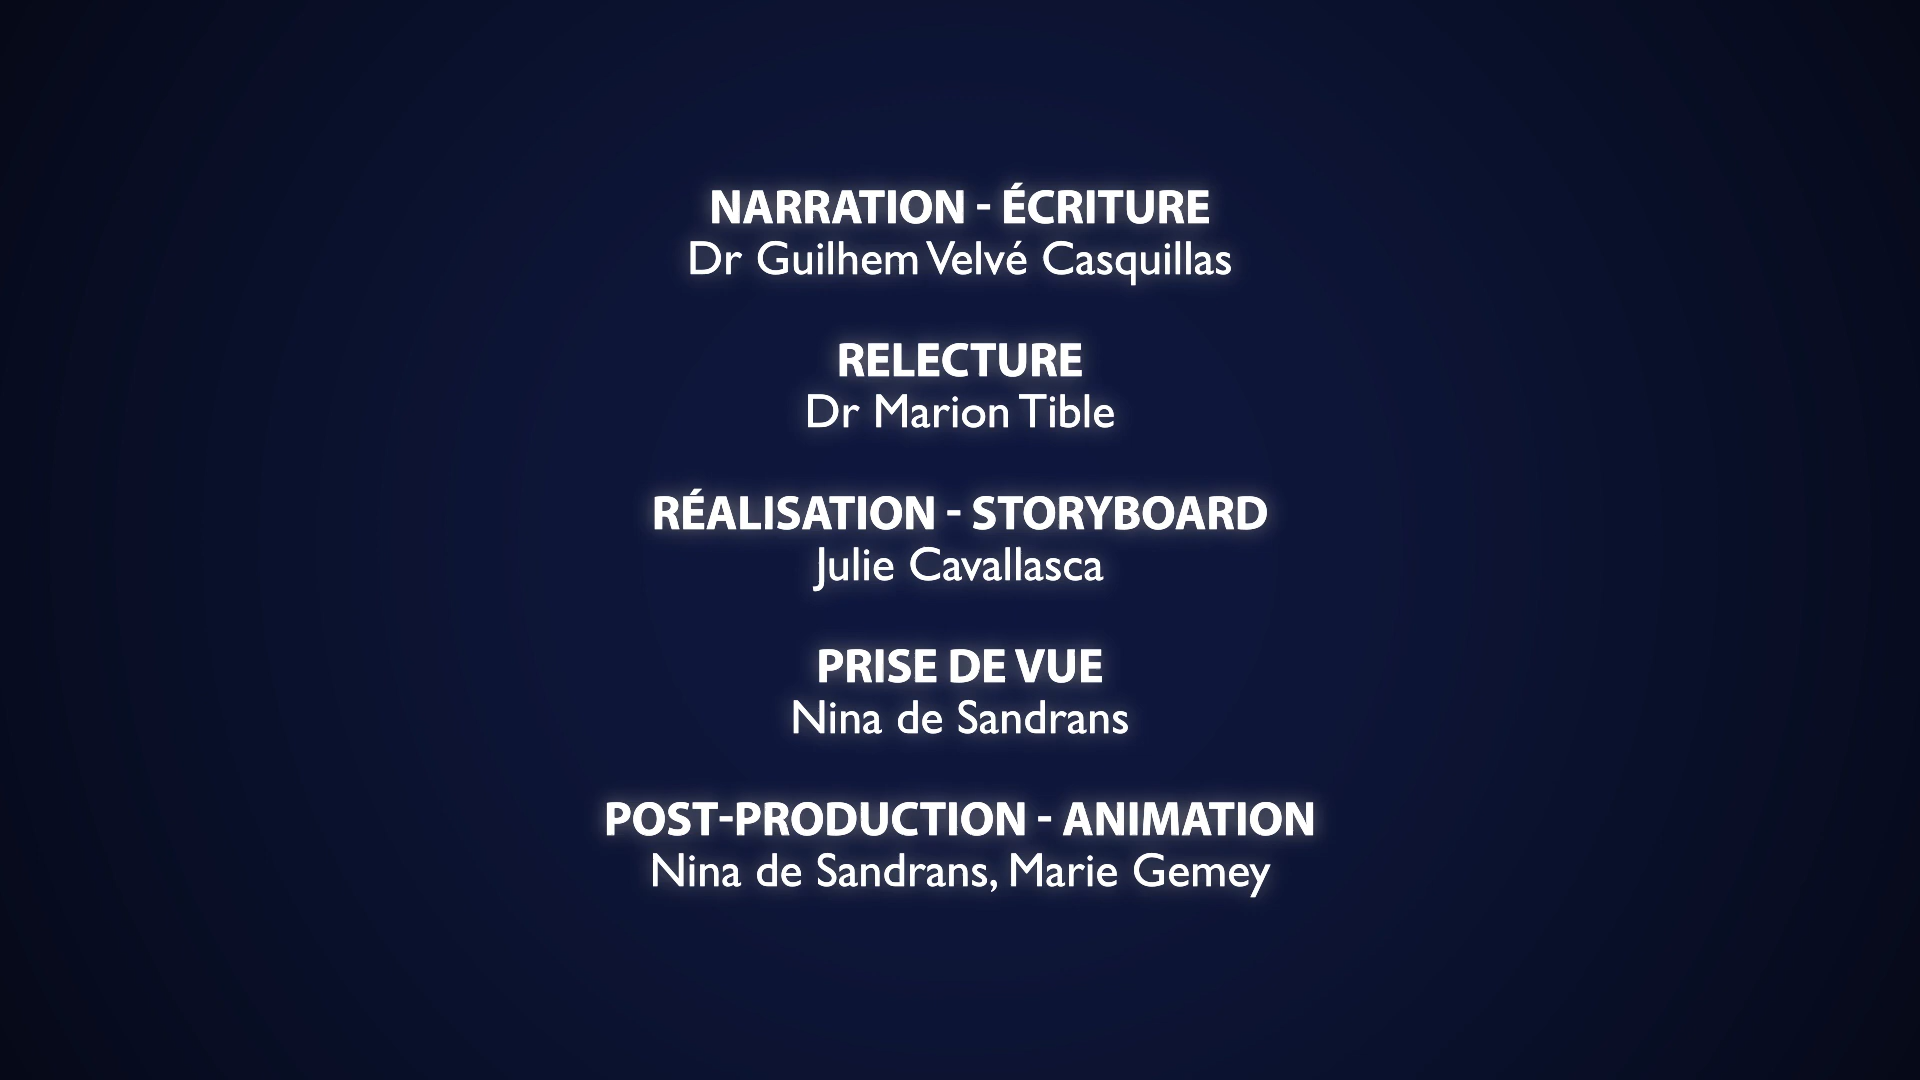 NARRATION - ÉCRITURE
Dr Guilhem Velvé Casquillas
RELECTURE
Dr Marion Tible
RÉALISATION - STORYBOARD
Julie Cavallasca
PRISE DE VUE
Nina de Sandrans
POST-PRODUCTION - ANIMATION
Nina de Sandrans, Marie Gemey